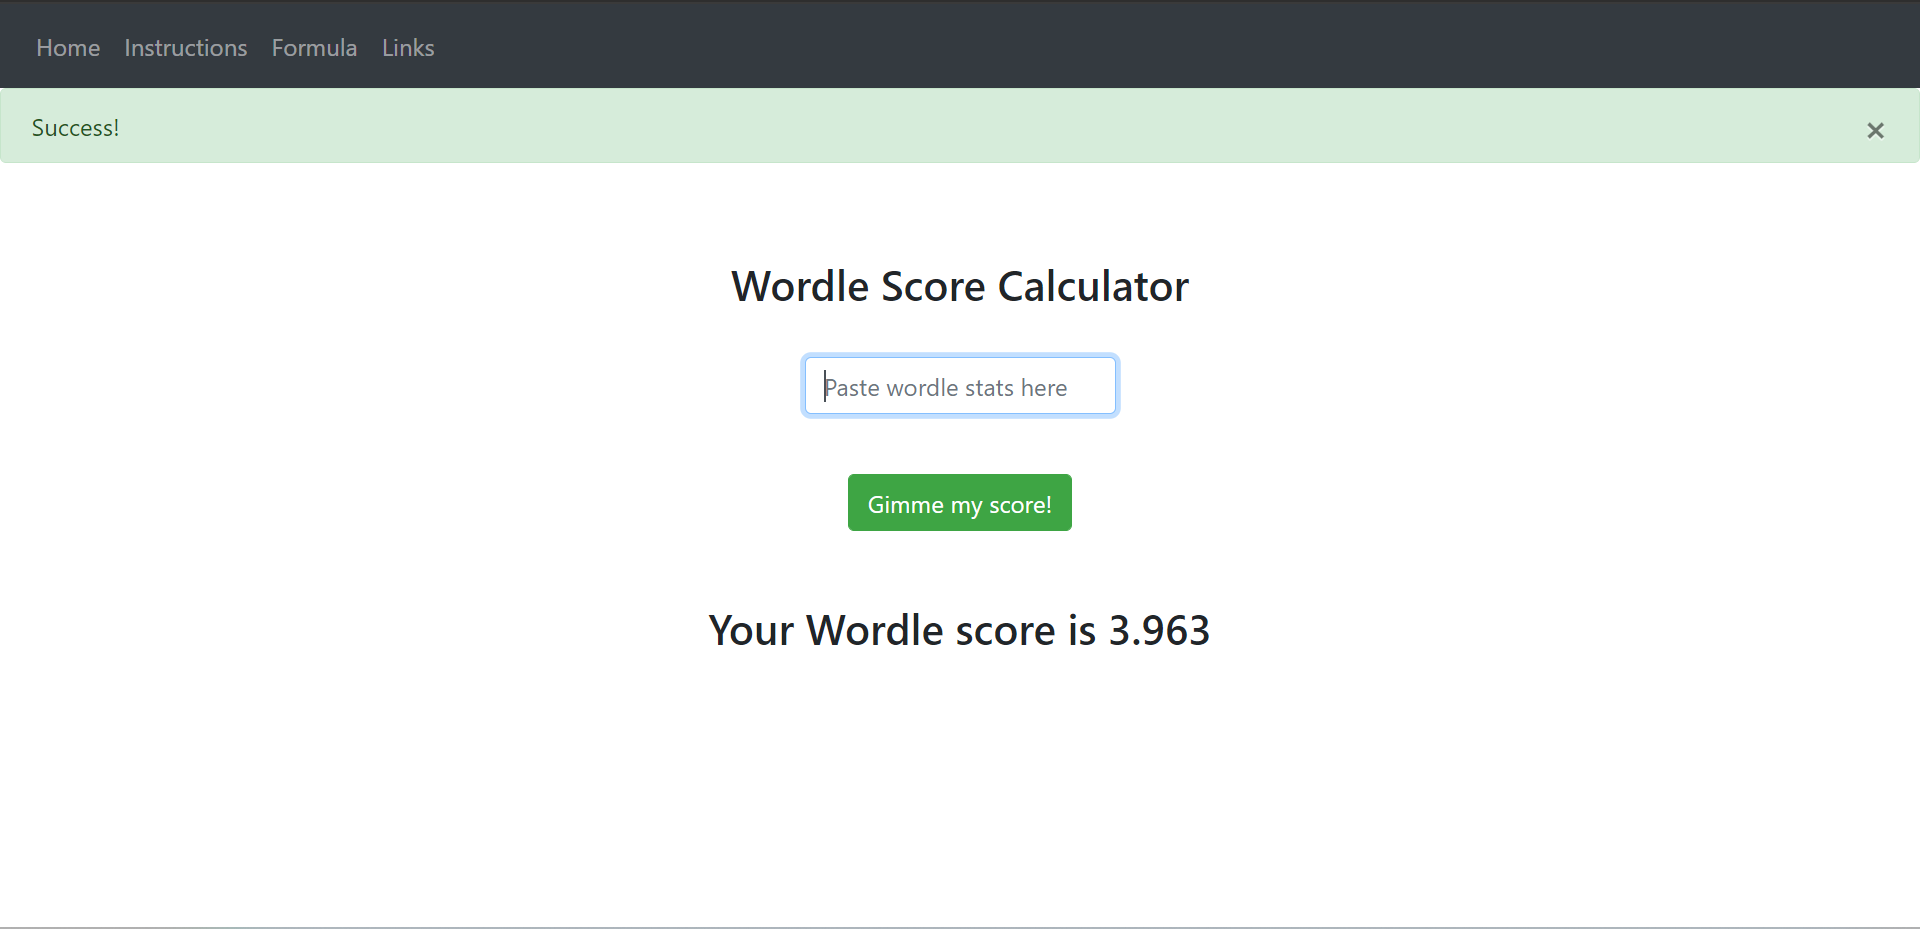 Home Instructions Formula Links
Success! ×
Wordle Score Calculator
Paste wordle stats here
Gimme my score!
Your Wordle score is 3.963